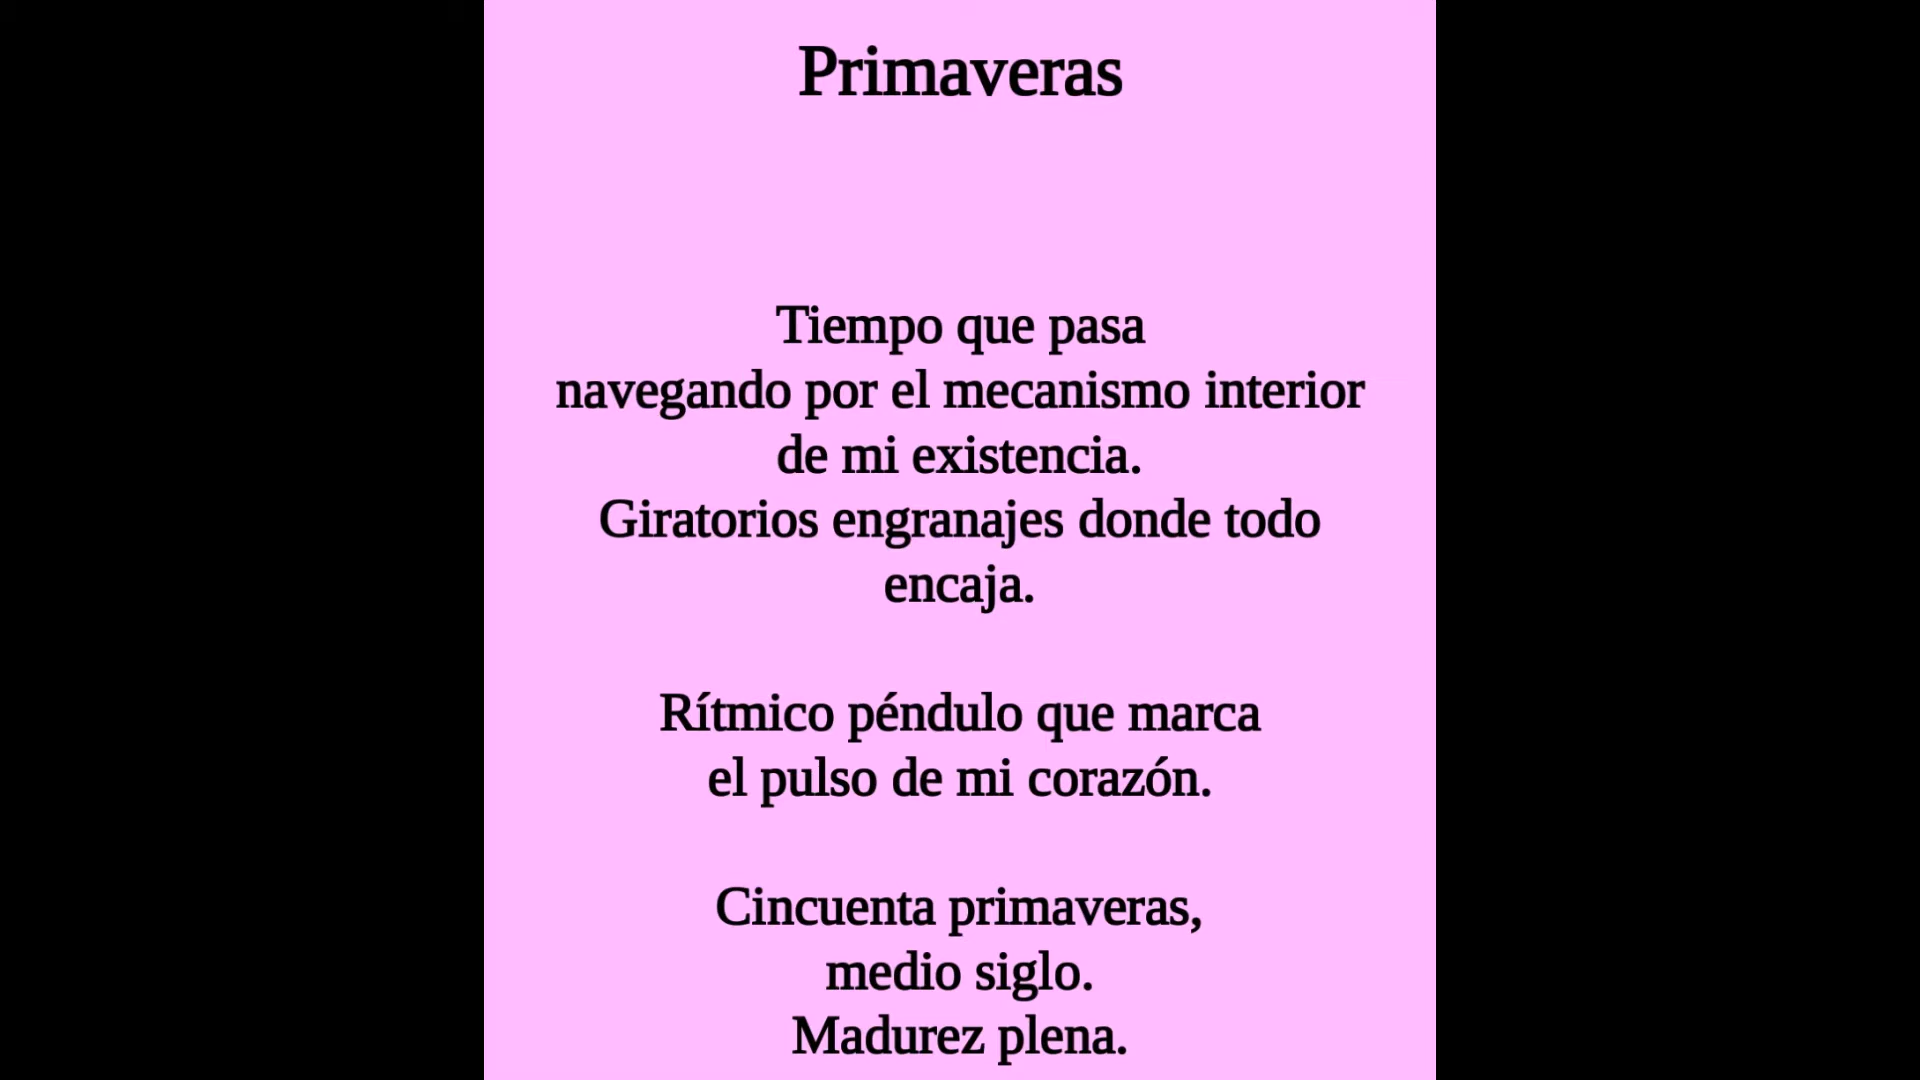 Primaveras
Tiempo que pasa
navegando por el mecanismo interior
de mi existencia.
Giratorios engranajes donde todo
encaja.
Rítmico péndulo que marca
el pulso de mi corazón.
Cincuenta primaveras,
medio siglo.
Madurez plena.